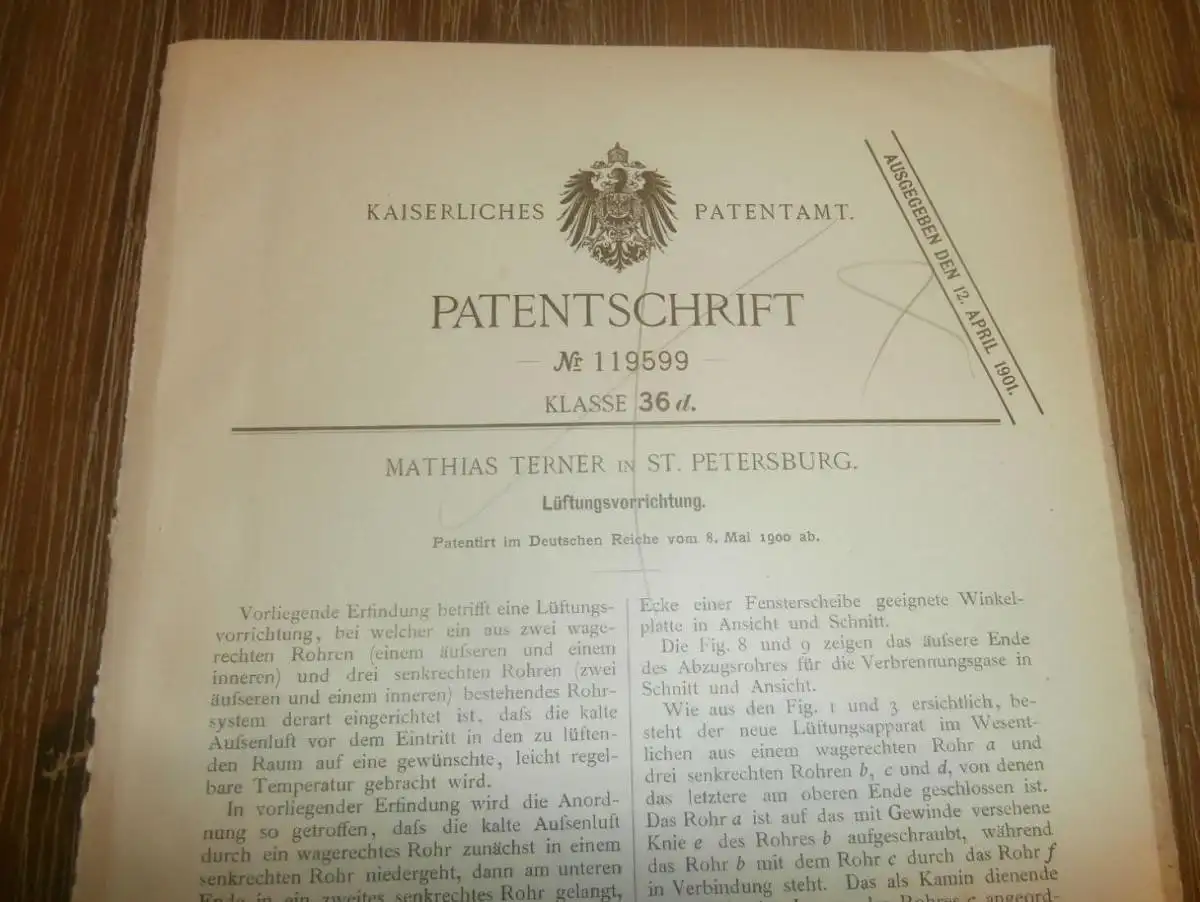 KAISERLICHES PATENTAMT.
AUSGEGEBEN DEN 12. APRIL 1901.
PATENTSCHRIFT
— № 119599 —
KLASSE 36 d.
MATHIAS TERNER IN ST. PETERSBURG.
Lüftungsvorrichtung.
Patentirt im Deutschen Reiche vom 8. Mai 1900 ab.
Vorliegende Erfindung betrifft eine Lüftungs-
vorrichtung, bei welcher ein aus zwei wage-
rechten Rohren (einem äufseren und einem
inneren) und drei senkrechten Rohren (zwei
äufseren und einem inneren) bestehendes Rohr-
system derart eingerichtet ist, dafs die kalte
Aufsenluft vor dem Eintritt in den zu lüften-
den Raum auf eine gewünschte, leicht regel-
bare Temperatur gebracht wird.
In vorliegender Erfindung wird die Anord-
nung so getroffen, dafs die kalte Aufsenluft
durch ein wagerechtes Rohr zunächst in einem
senkrechten Rohr niedergeht, dann am unteren
Ende in ein zweites senkrechtes Rohr gelangt,
Ecke einer Fensterscheibe geeignete Winkel-
platte in Ansicht und Schnitt.
Die Fig. 8 und 9 zeigen das äufsere Ende
des Abzugsrohres für die Verbrennungsgase in
Schnitt und Ansicht.
Wie aus den Fig. 1 und 3 ersichtlich, be-
steht der neue Lüftungsapparat im Wesent-
lichen aus einem wagerechten Rohr a und
drei senkrechten Rohren b, c und d, von denen
das letztere am oberen Ende geschlossen ist.
Das Rohr a ist auf das mit Gewinde versehene
Knie e des Rohres b aufgeschraubt, während
das Rohr b mit dem Rohr c durch das Rohr f
in Verbindung steht. Das als Kamin dienende
Rohres c angeord-